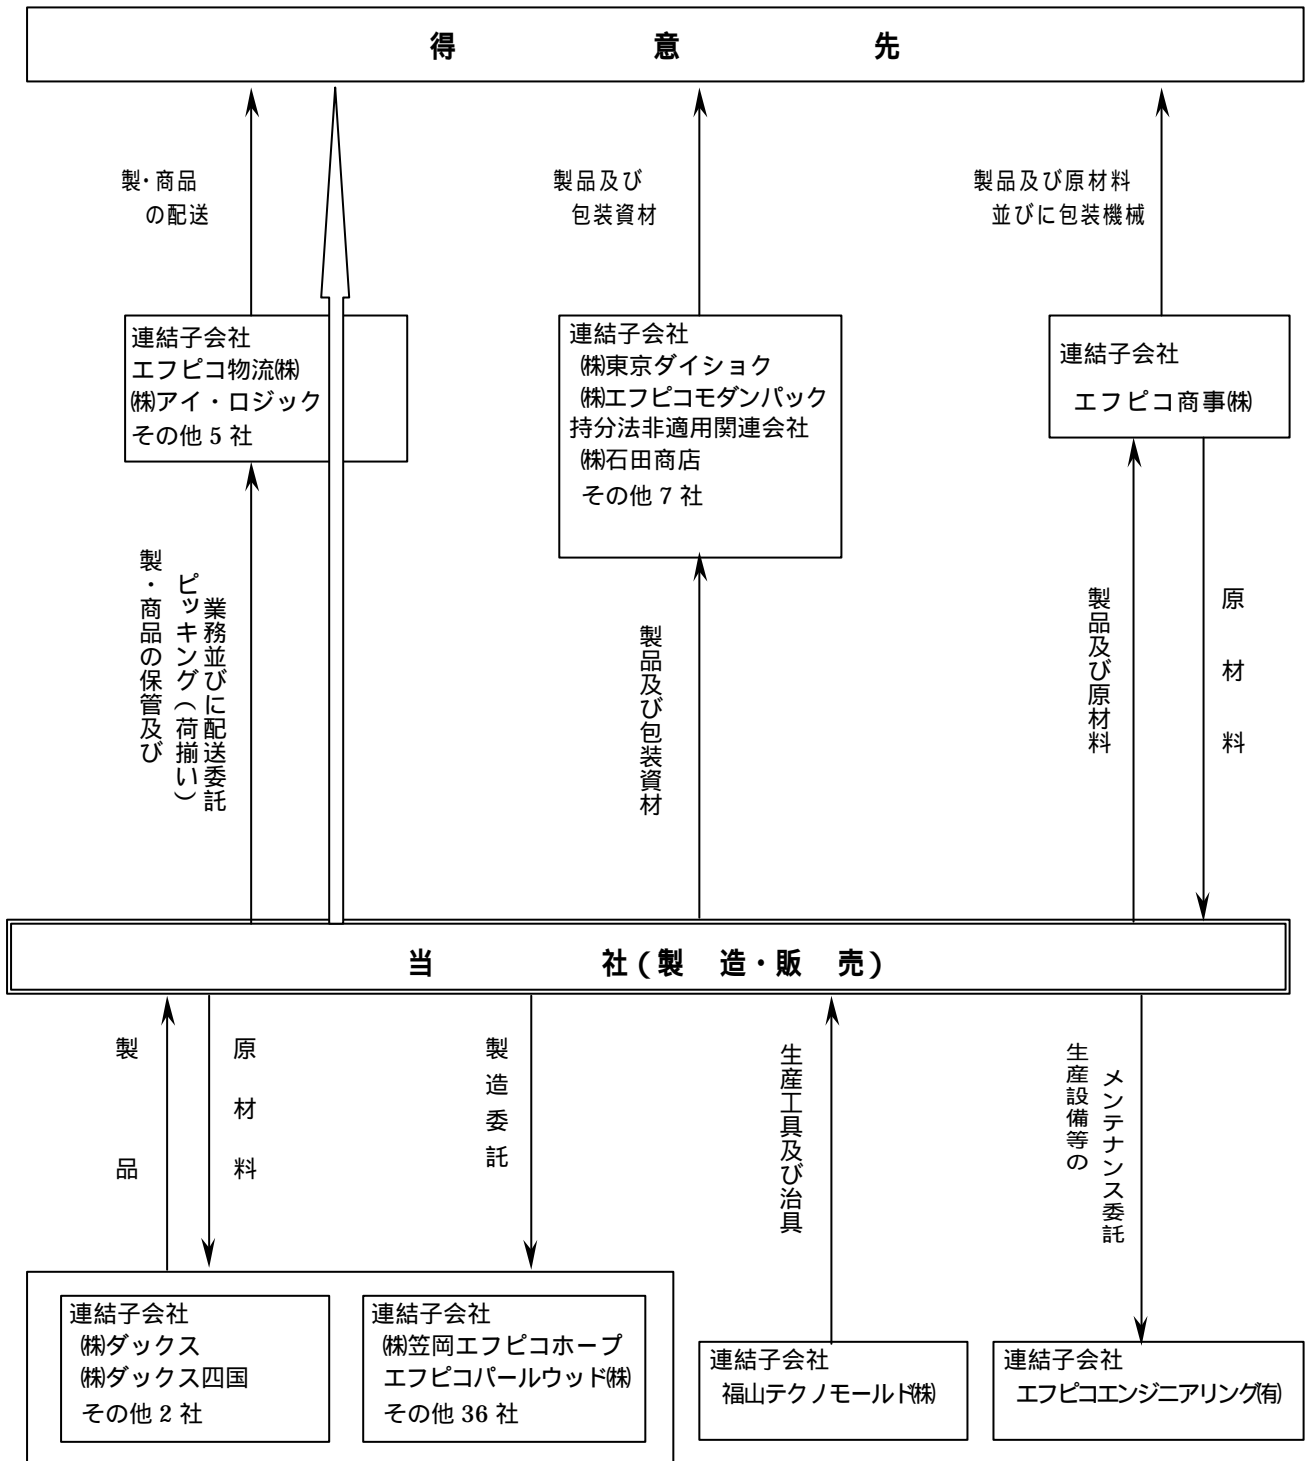 得意先
製・商品
の配送
製品及び
包装資材
製品及び原材料
並びに包装機械
連結子会社
エフピコ物流㈱
㈱アイ・ロジック
その他 5 社
連結子会社
㈱東京ダイショク
㈱エフピコモダンパック
持分法非適用関連会社
㈱石田商店
その他 7 社
連結子会社
エフピコ商事㈱
製・商品の保管及び
ピッキング（荷揃い）
業務並びに配送委託
製品及び包装資材
製品及び原材料
原材料
当社(製造・販売)
製品
原材料
製造委託
生産工具及び治具
生産設備等の
メンテナンス委託
連結子会社
㈱ダックス
㈱ダックス四国
その他 2 社
連結子会社
㈱笠岡エフピコホープ
エフピコパールウッド㈱
その他 36 社
連結子会社
福山テクノモールド㈱
連結子会社
エフピコエンジニアリング㈲